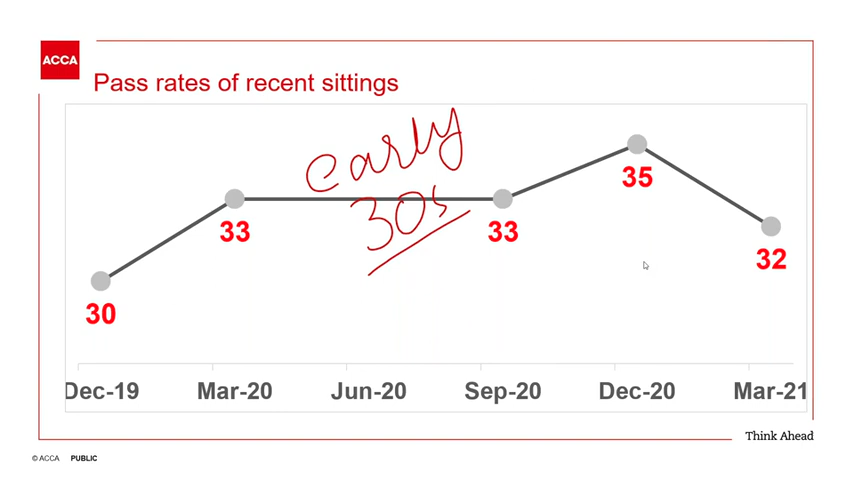 ACCA
Pass rates of recent sittings
early
30s
35
33
33
32
30
Dec-19 Mar-20 Jun-20 Sep-20 Dec-20 Mar-21
Think Ahead
© ACCA PUBLIC